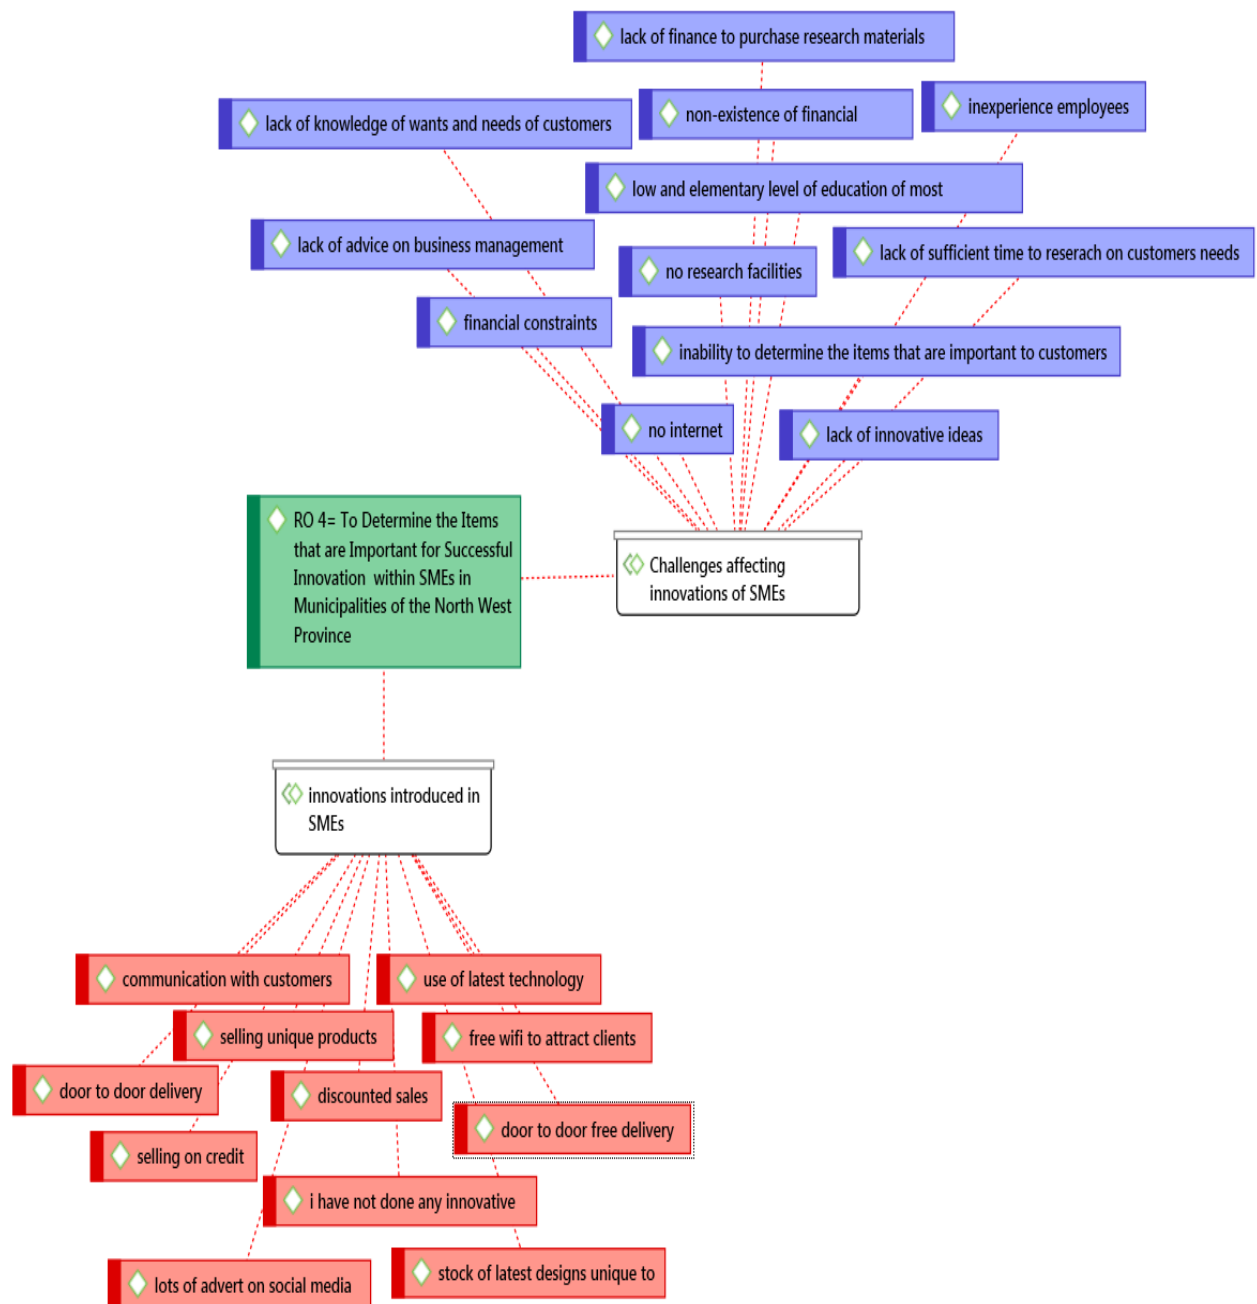 lack of finance to purchase research materials
inexperience employees
non-existence of financial
lack of knowledge of wants and needs of customers
low and elementary level of education of most
lack of advice on business management
lack of sufficient time to reserach on customers needs
no research facilities
financial constraints
inability to determine the items that are important to customers
no internet
lack of innovative ideas
RO 4= To Determine the Items
that are Important for Successful
Innovation within SMEs in
Municipalities of the North West
Province
Challenges affecting
innovations of SMEs
innovations introduced in
SMEs
communication with customers
use of latest technology
selling unique products
free wifi to attract clients
door to door delivery
discounted sales
door to door free delivery
selling on credit
i have not done any innovative
stock of latest designs unique to
lots of advert on social media